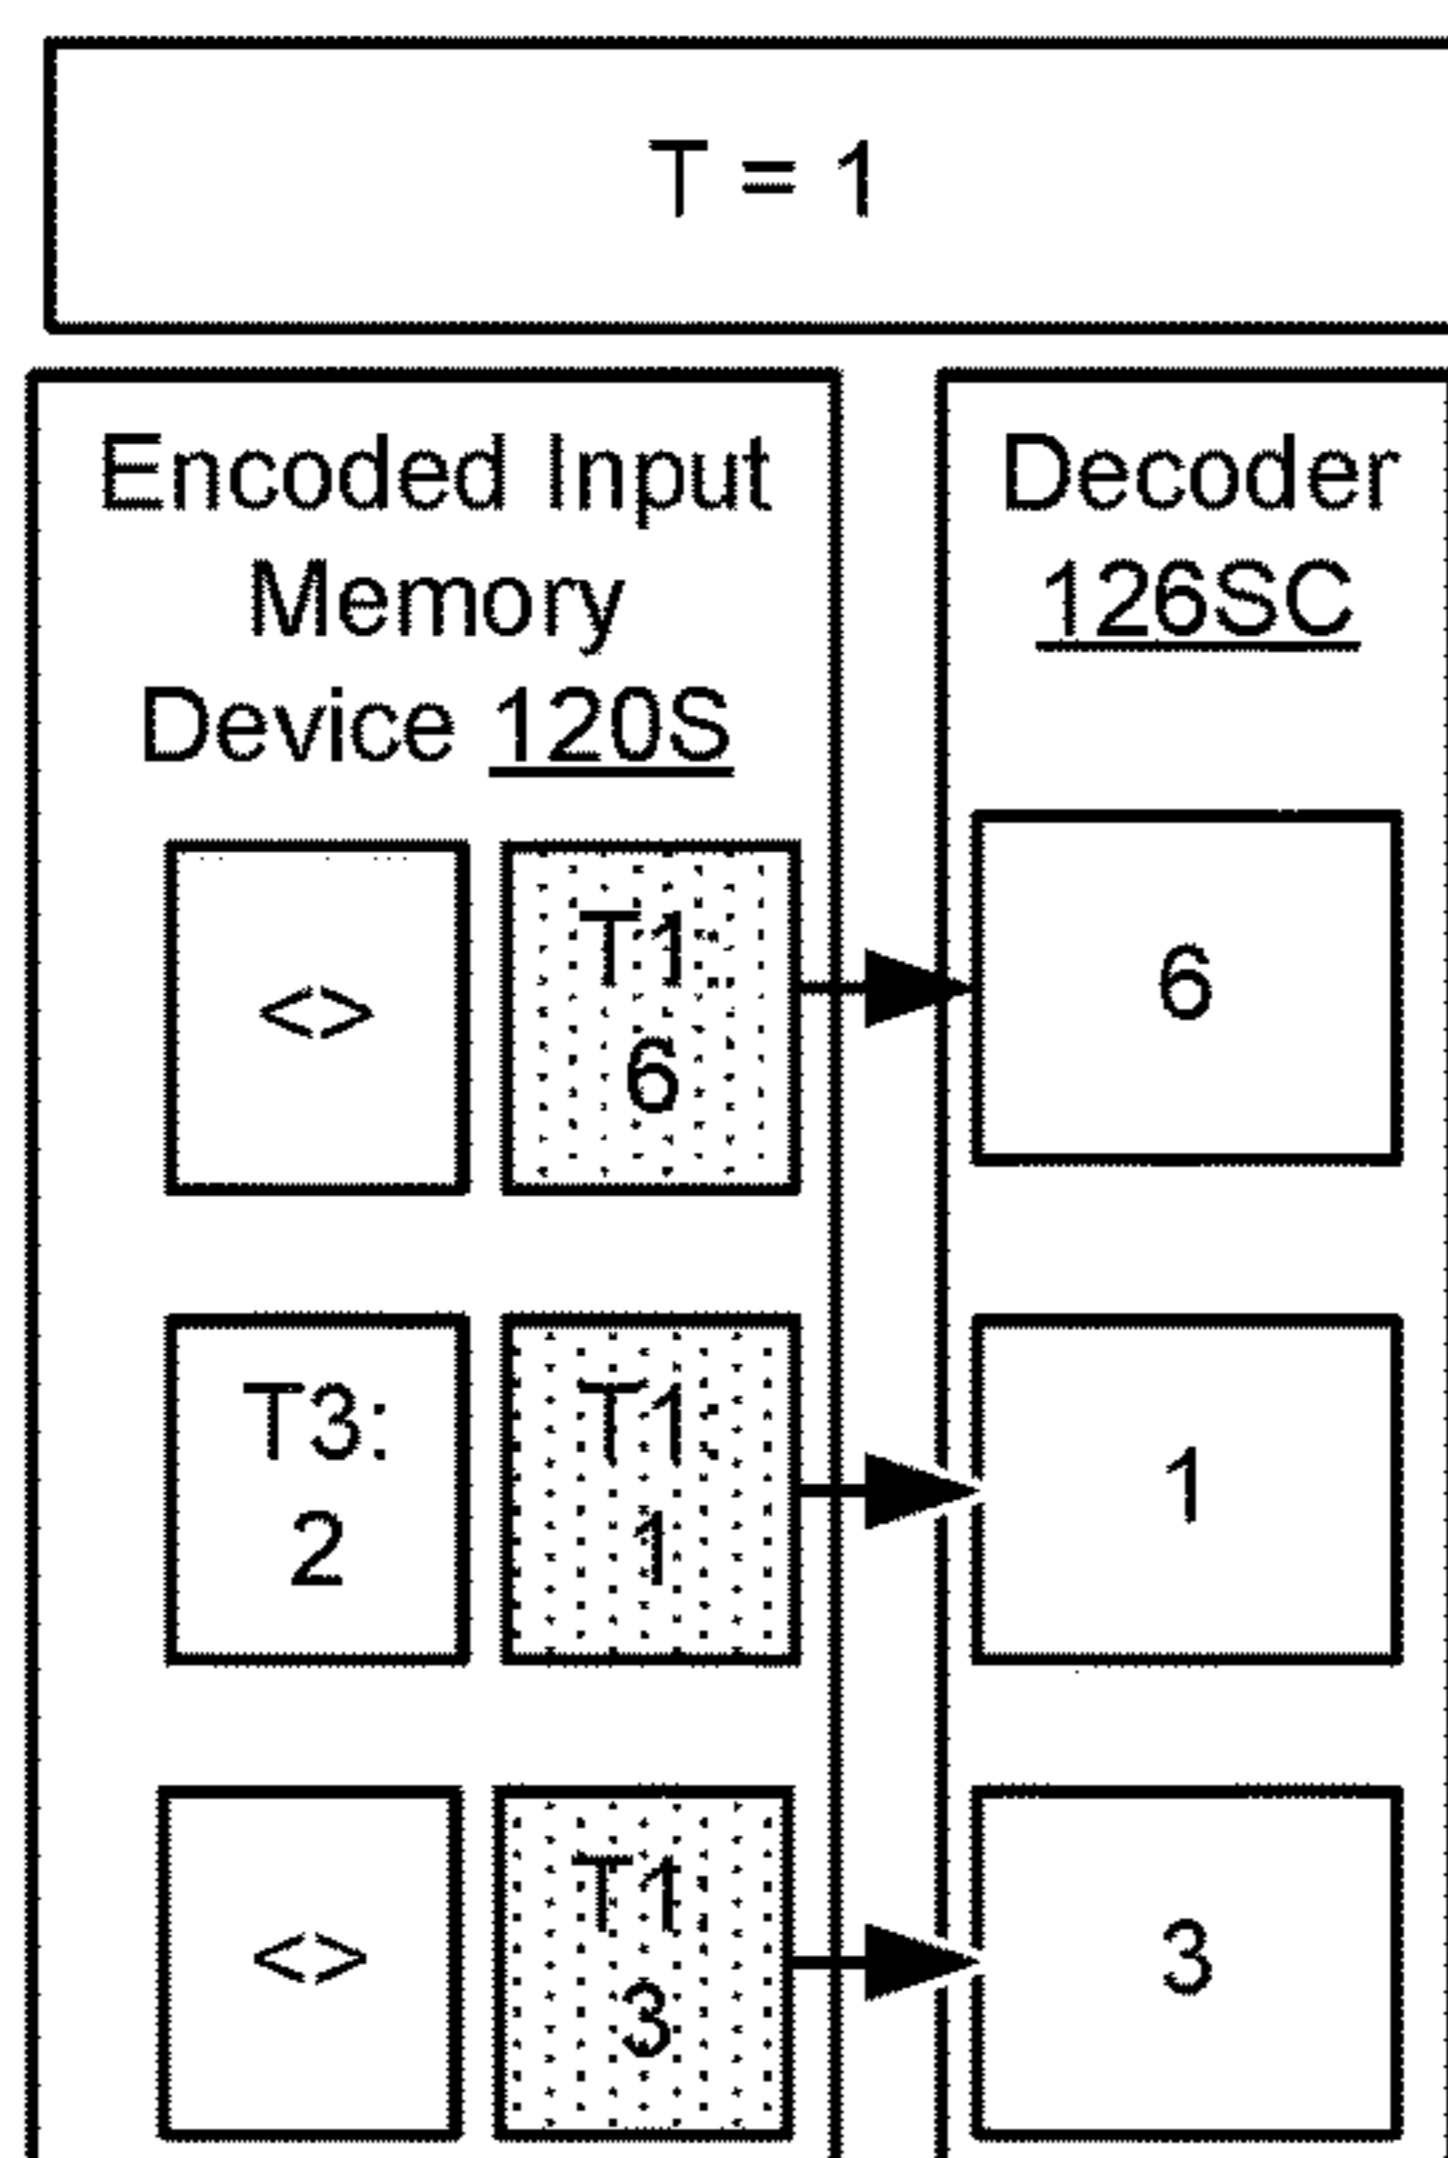 T = 1
Encoded Input
Memory
Device 120S
Decoder
126SC
<>
T1:
6
6
T3:
2
T1:
1
1
<>
T1:
3
3